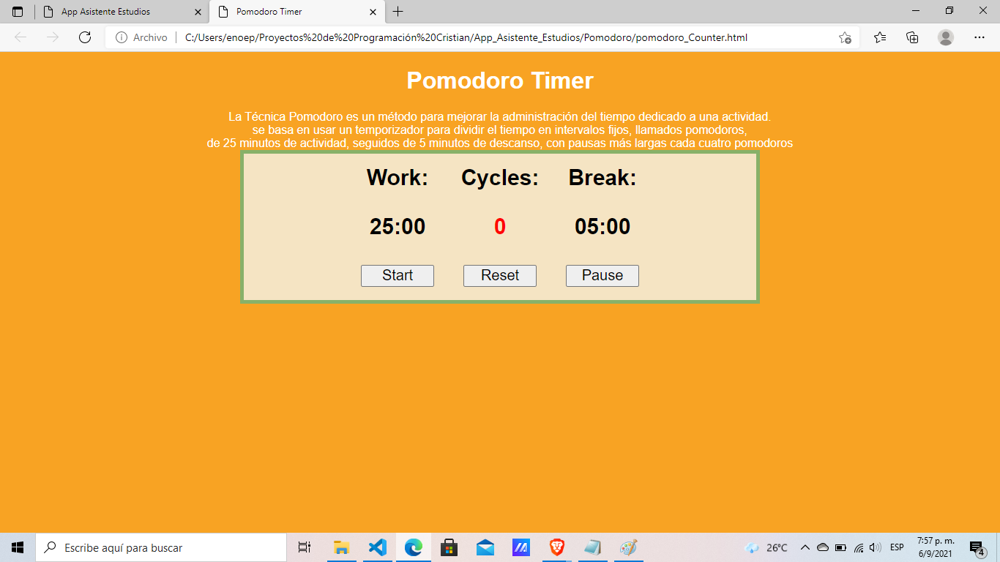 App Asistente Estudios
Pomodoro Timer
Archivo
C:/Users/enoep/Proyectos%20de%20Programación%20Cristian/App_Asistente_Estudios/Pomodoro/pomodoro_Counter.html
Pomodoro Timer
La Técnica Pomodoro es un método para mejorar la administración del tiempo dedicado a una actividad.
se basa en usar un temporizador para dividir el tiempo en intervalos fijos, llamados pomodoros,
de 25 minutos de actividad, seguidos de 5 minutos de descanso, con pausas más largas cada cuatro pomodoros
Work: Cycles: Break:
25:00 0 05:00
Start Reset Pause
Escribe aquí para buscar
26°C
ESP
7:57 p. m.
6/9/2021
4